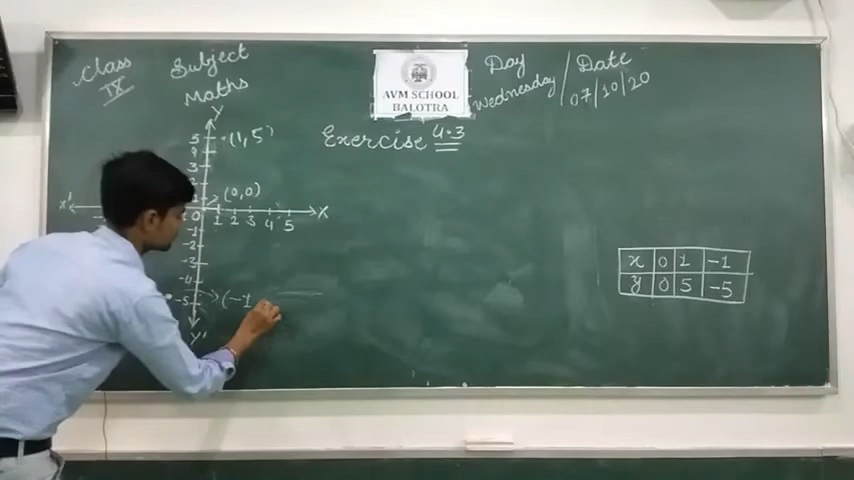 Class IX
Subject Maths
AVM SCHOOL
BALOTRA
Day Wednesday
Date 07/10/20
Exercise 4.3
Y
5 (1, 5)
4
3
2
1 (0,0)
X' 0 1 2 3 4 5 X
-1
-2
-3
-4
-5 (-1
Y'
x 0 1 -1
y 0 5 -5